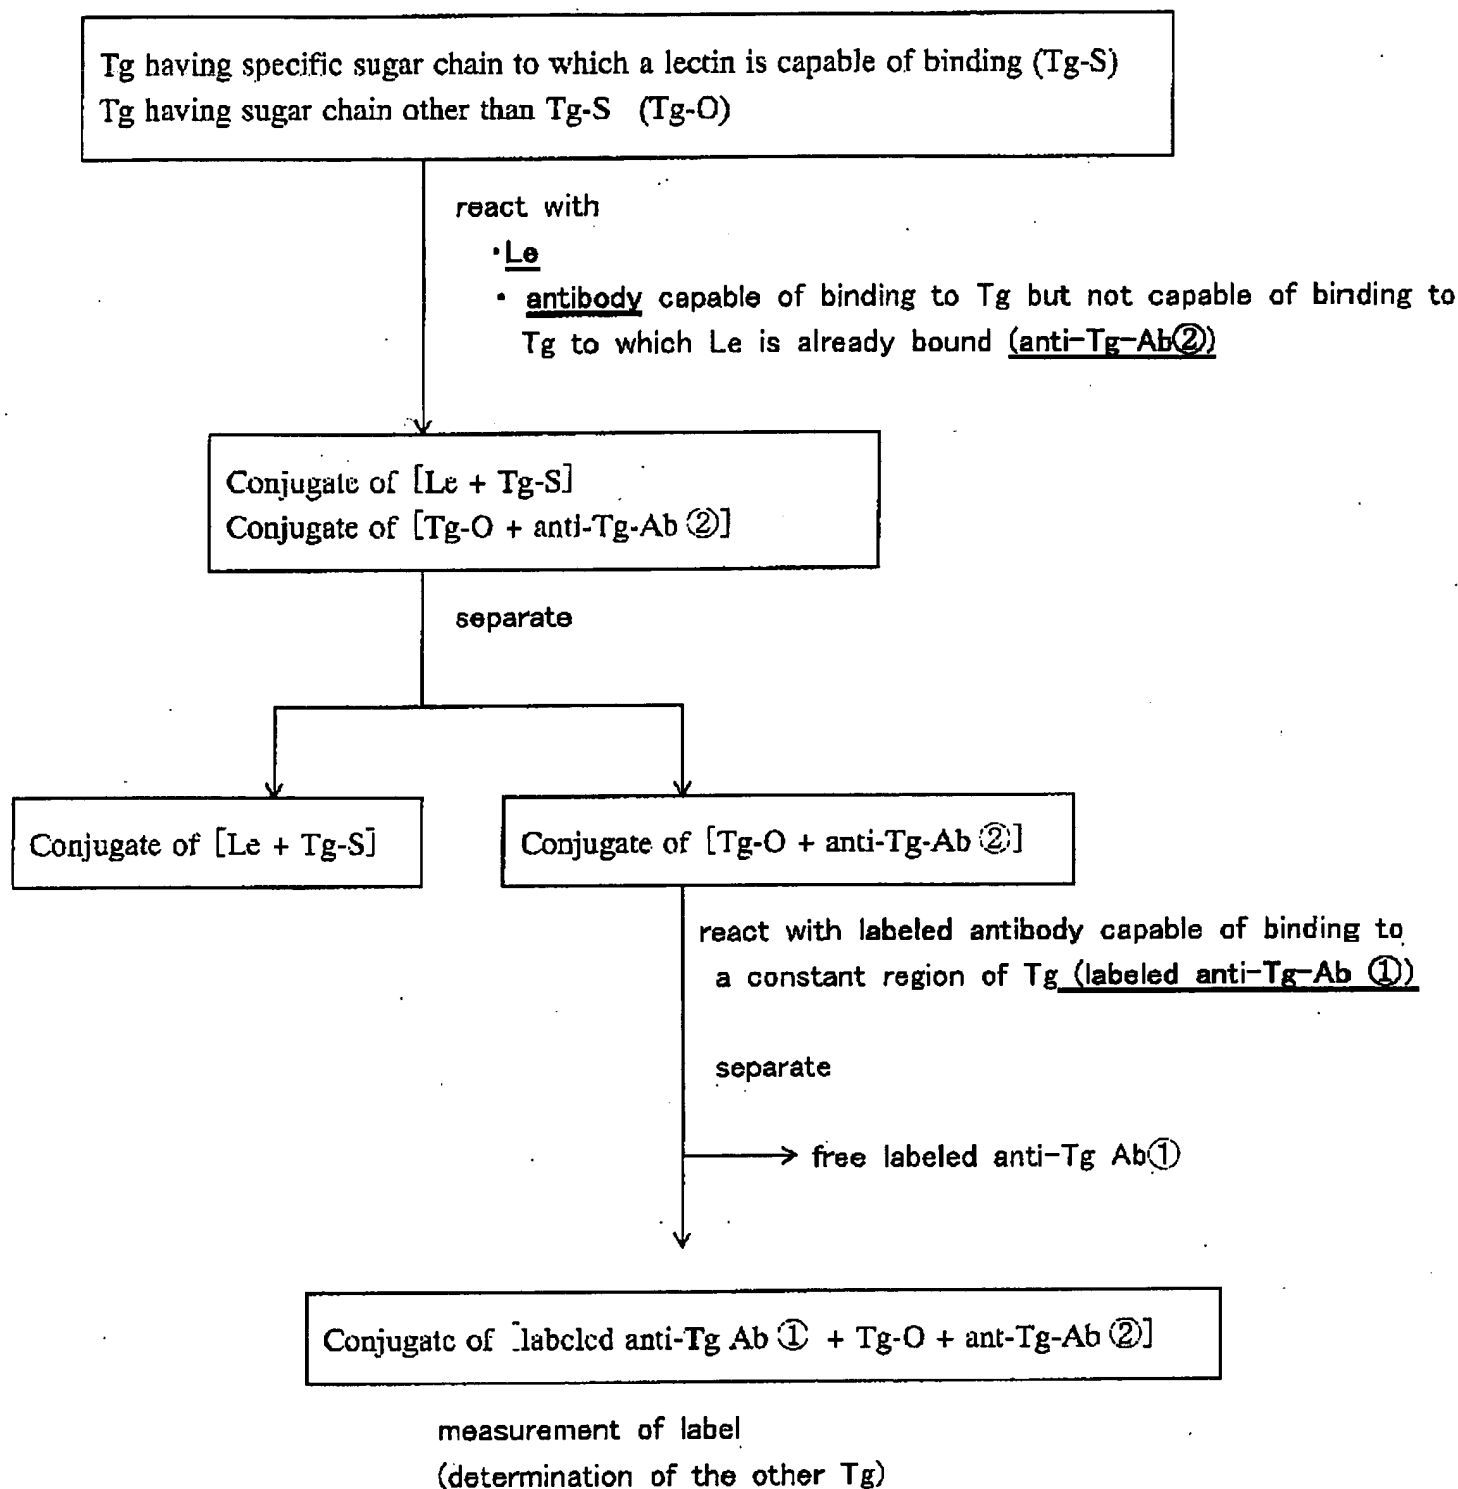 Tg having specific sugar chain to which a lectin is capable of binding (Tg-S)
Tg having sugar chain other than Tg-S (Tg-O)
react with
・Le
・antibody capable of binding to Tg but not capable of binding to
Tg to which Le is already bound (anti-Tg-Ab②)
Conjugate of [Le + Tg-S]
Conjugate of [Tg-O + anti-Tg-Ab ②]
separate
Conjugate of [Le + Tg-S]
Conjugate of [Tg-O + anti-Tg-Ab ②]
react with labeled antibody capable of binding to
a constant region of Tg (labeled anti-Tg-Ab ①)
separate
free labeled anti-Tg Ab①
Conjugate of [labeled anti-Tg Ab ① + Tg-O + ant-Tg-Ab ②]
measurement of label
(determination of the other Tg)